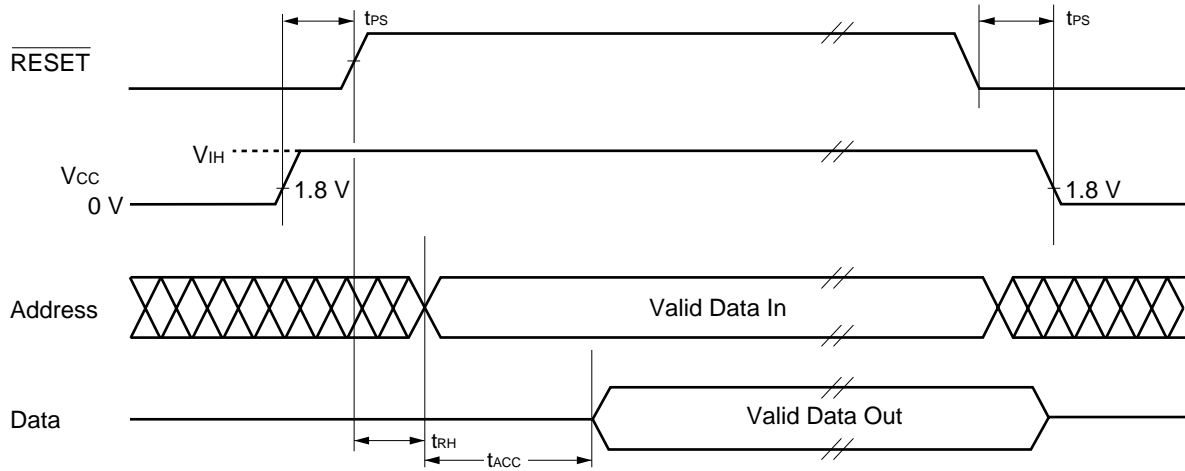 tPS
tPS
RESET
VIH
VCC
0 V
1.8 V
1.8 V
Address
Valid Data In
Data
Valid Data Out
tRH
tACC